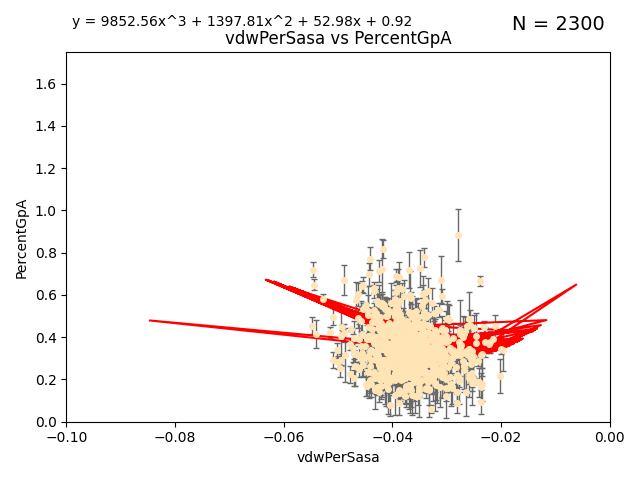 y = 9852.56x^3 + 1397.81x^2 + 52.98x + 0.92
N = 2300
vdwPerSasa vs PercentGpA
PercentGpA
1.6
1.4
1.2
1.0
0.8
0.6
0.4
0.2
0.0
−0.10 −0.08 −0.06 −0.04 −0.02 0.00
vdwPerSasa